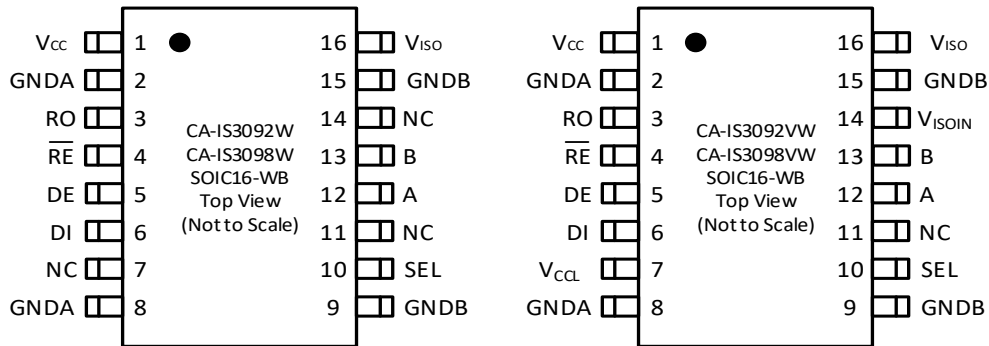 VCC 1 16 VISO
GNDA 2 15 GNDB
RO 3 14 NC
RE 4 13 B
DE 5 12 A
DI 6 11 NC
NC 7 10 SEL
GNDA 8 9 GNDB
CA-IS3092W
CA-IS3098W
SOIC16-WB
Top View
(Not to Scale)
VCC 1 16 VISO
GNDA 2 15 GNDB
RO 3 14 VISOIN
RE 4 13 B
DE 5 12 A
DI 6 11 NC
VCCL 7 10 SEL
GNDA 8 9 GNDB
CA-IS3092VW
CA-IS3098VW
SOIC16-WB
Top View
(Not to Scale)